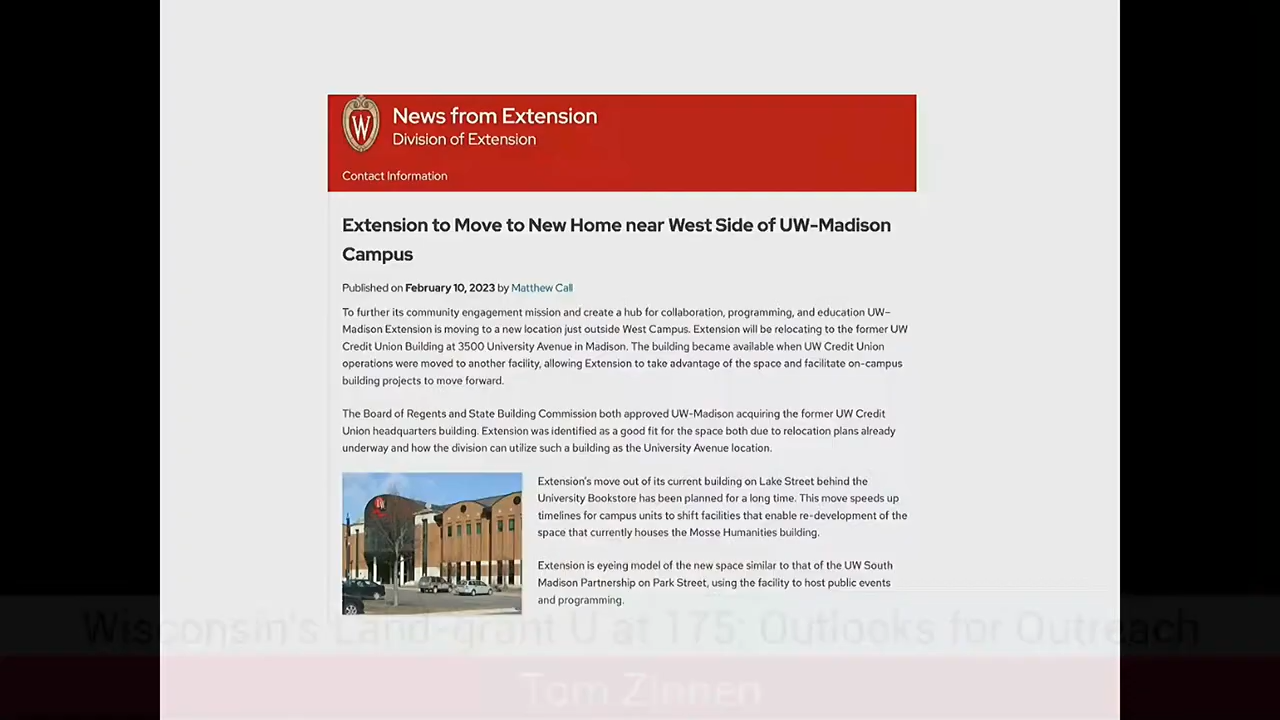 W
News from Extension
Division of Extension
Contact Information
Extension to Move to New Home near West Side of UW-Madison
Campus
Published on February 10, 2023 by Matthew Call
To further its community engagement mission and create a hub for collaboration, programming, and education UW–
Madison Extension is moving to a new location just outside West Campus. Extension will be relocating to the former UW
Credit Union Building at 3500 University Avenue in Madison. The building became available when UW Credit Union
operations were moved to another facility, allowing Extension to take advantage of the space and facilitate on-campus
building projects to move forward.
The Board of Regents and State Building Commission both approved UW-Madison acquiring the former UW Credit
Union headquarters building. Extension was identified as a good fit for the space both due to relocation plans already
underway and how the division can utilize such a building as the University Avenue location.
Extension's move out of its current building on Lake Street behind the
University Bookstore has been planned for a long time. This move speeds up
timelines for campus units to shift facilities that enable re-development of the
space that currently houses the Mosse Humanities building.
Extension is eyeing model of the new space similar to that of the UW South
Madison Partnership on Park Street, using the facility to host public events
and programming.
Wisconsin's Land-grant U at 175: Outlooks for Outreach
Tom Zinnen